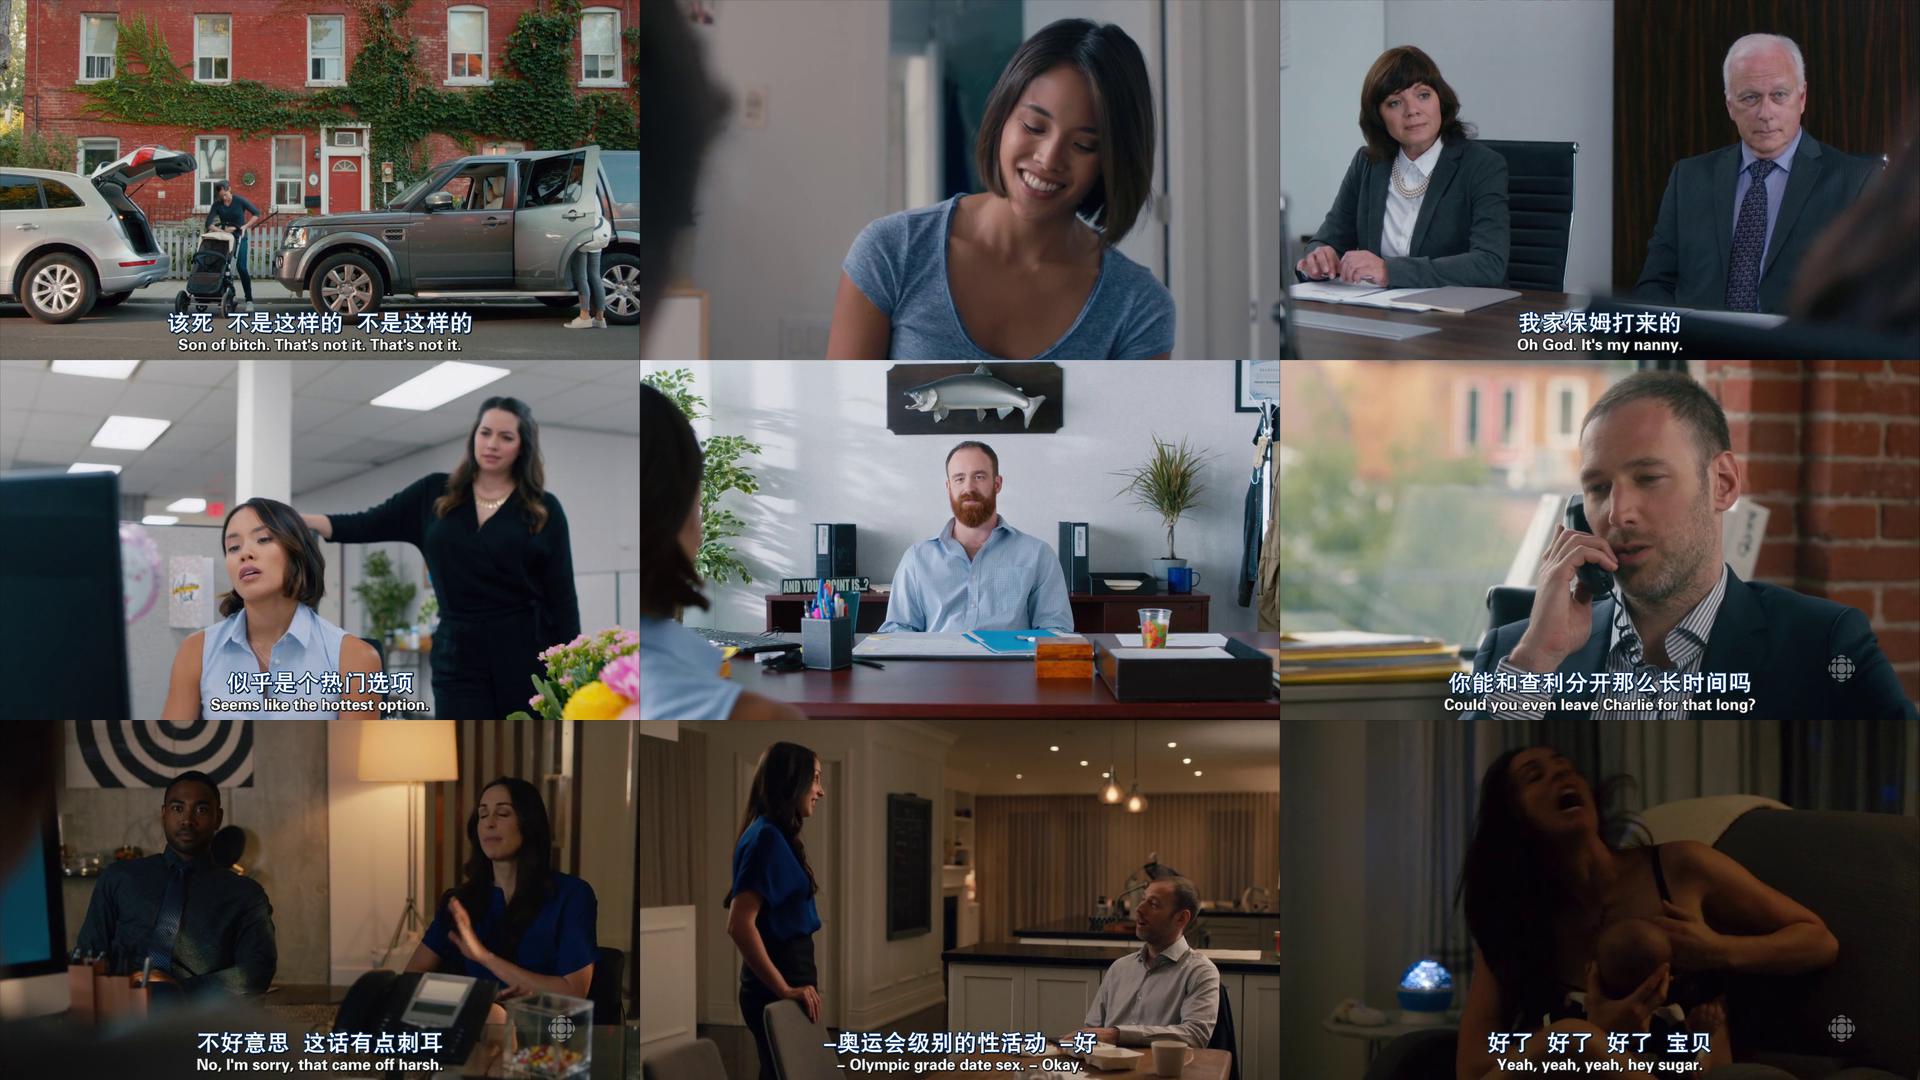 该死 不是这样的 不是这样的
Son of bitch. That's not it. That's not it.
我家保姆打来的
Oh God. It's my nanny.
似乎是个热门选项
Seems like the hottest option.
AND YOUR POINT IS..?
你能和查利分开那么长时间吗
Could you even leave Charlie for that long?
不好意思 这话有点刺耳
No, I'm sorry, that came off harsh.
–奥运会级别的性活动 –好
– Olympic grade date sex. – Okay.
好了 好了 好了 宝贝
Yeah, yeah, yeah, hey sugar.